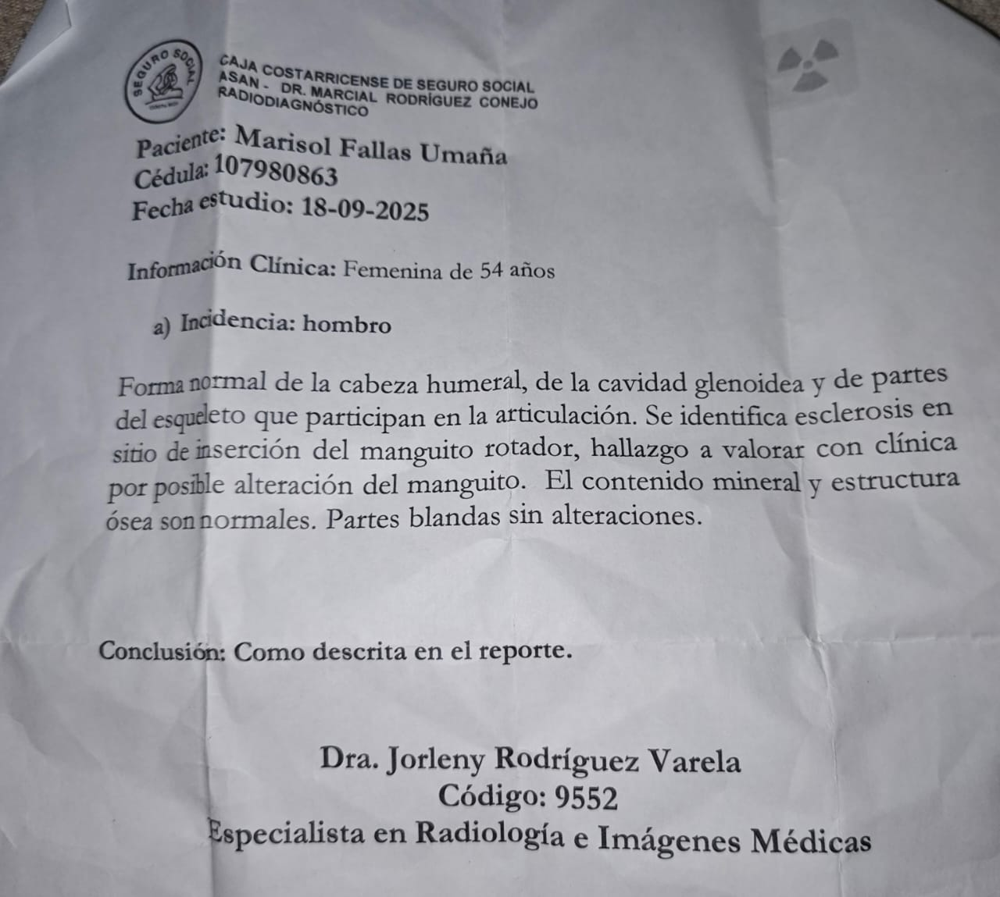 SEGURO SOCIAL
CAJA COSTARRICENSE DE SEGURO SOCIAL
ASAN - DR. MARCIAL RODRÍGUEZ CONEJO
RADIODIAGNÓSTICO
Paciente: Marisol Fallas Umaña
Cédula: 107980863
Fecha estudio: 18-09-2025
Información Clínica: Femenina de 54 años
a) Incidencia: hombro
Forma normal de la cabeza humeral, de la cavidad glenoidea y de partes
del esqueleto que participan en la articulación. Se identifica esclerosis en
sitio de inserción del manguito rotador, hallazgo a valorar con clínica
por posible alteración del manguito. El contenido mineral y estructura
ósea son normales. Partes blandas sin alteraciones.
Conclusión: Como descrita en el reporte.
Dra. Jorleny Rodríguez Varela
Código: 9552
Especialista en Radiología e Imágenes Médicas